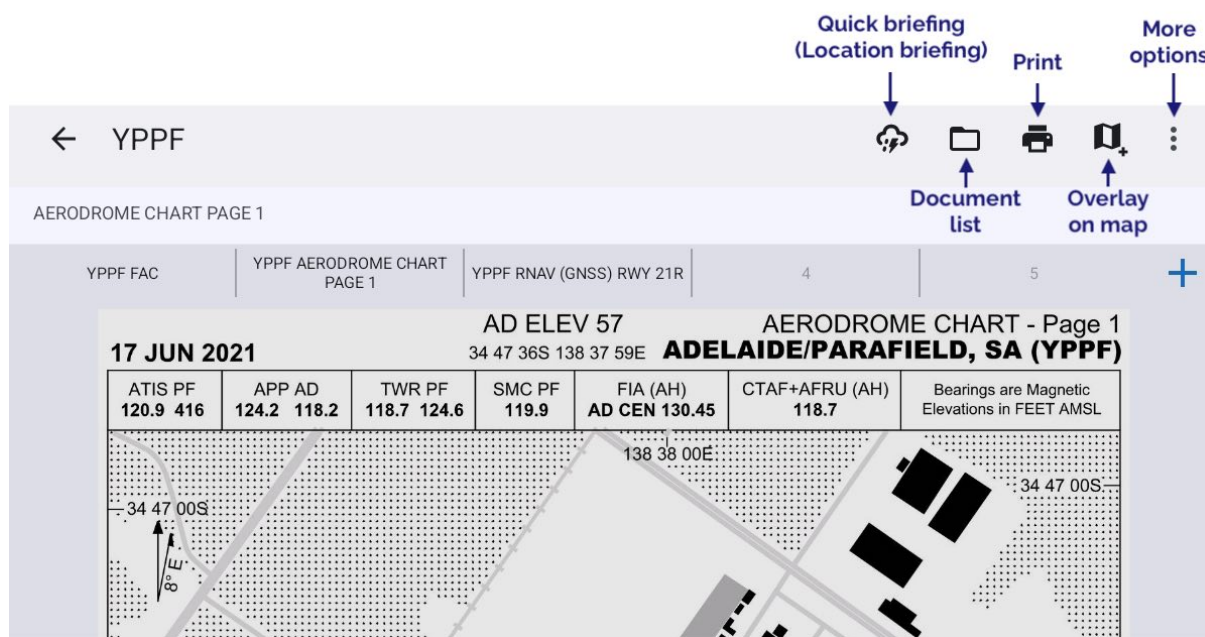 Quick briefing
(Location briefing)
Print
More
options
YPPF
Document
list
Overlay
on map
AERODROME CHART PAGE 1
YPPF FAC
YPPF AERODROME CHART
PAGE 1
YPPF RNAV (GNSS) RWY 21R
4
5
AD ELEV 57
AERODROME CHART - Page 1
17 JUN 2021
34 47 36S 138 37 59E
ADELAIDE/PARAFIELD, SA (YPPF)
ATIS PF
120.9 416
APP AD
124.2 118.2
TWR PF
118.7 124.6
SMC PF
119.9
FIA (AH)
AD CEN 130.45
CTAF+AFRU (AH)
118.7
Bearings are Magnetic
Elevations in FEET AMSL
138 38 00E
34 47 00S
34 47 00S
8° E